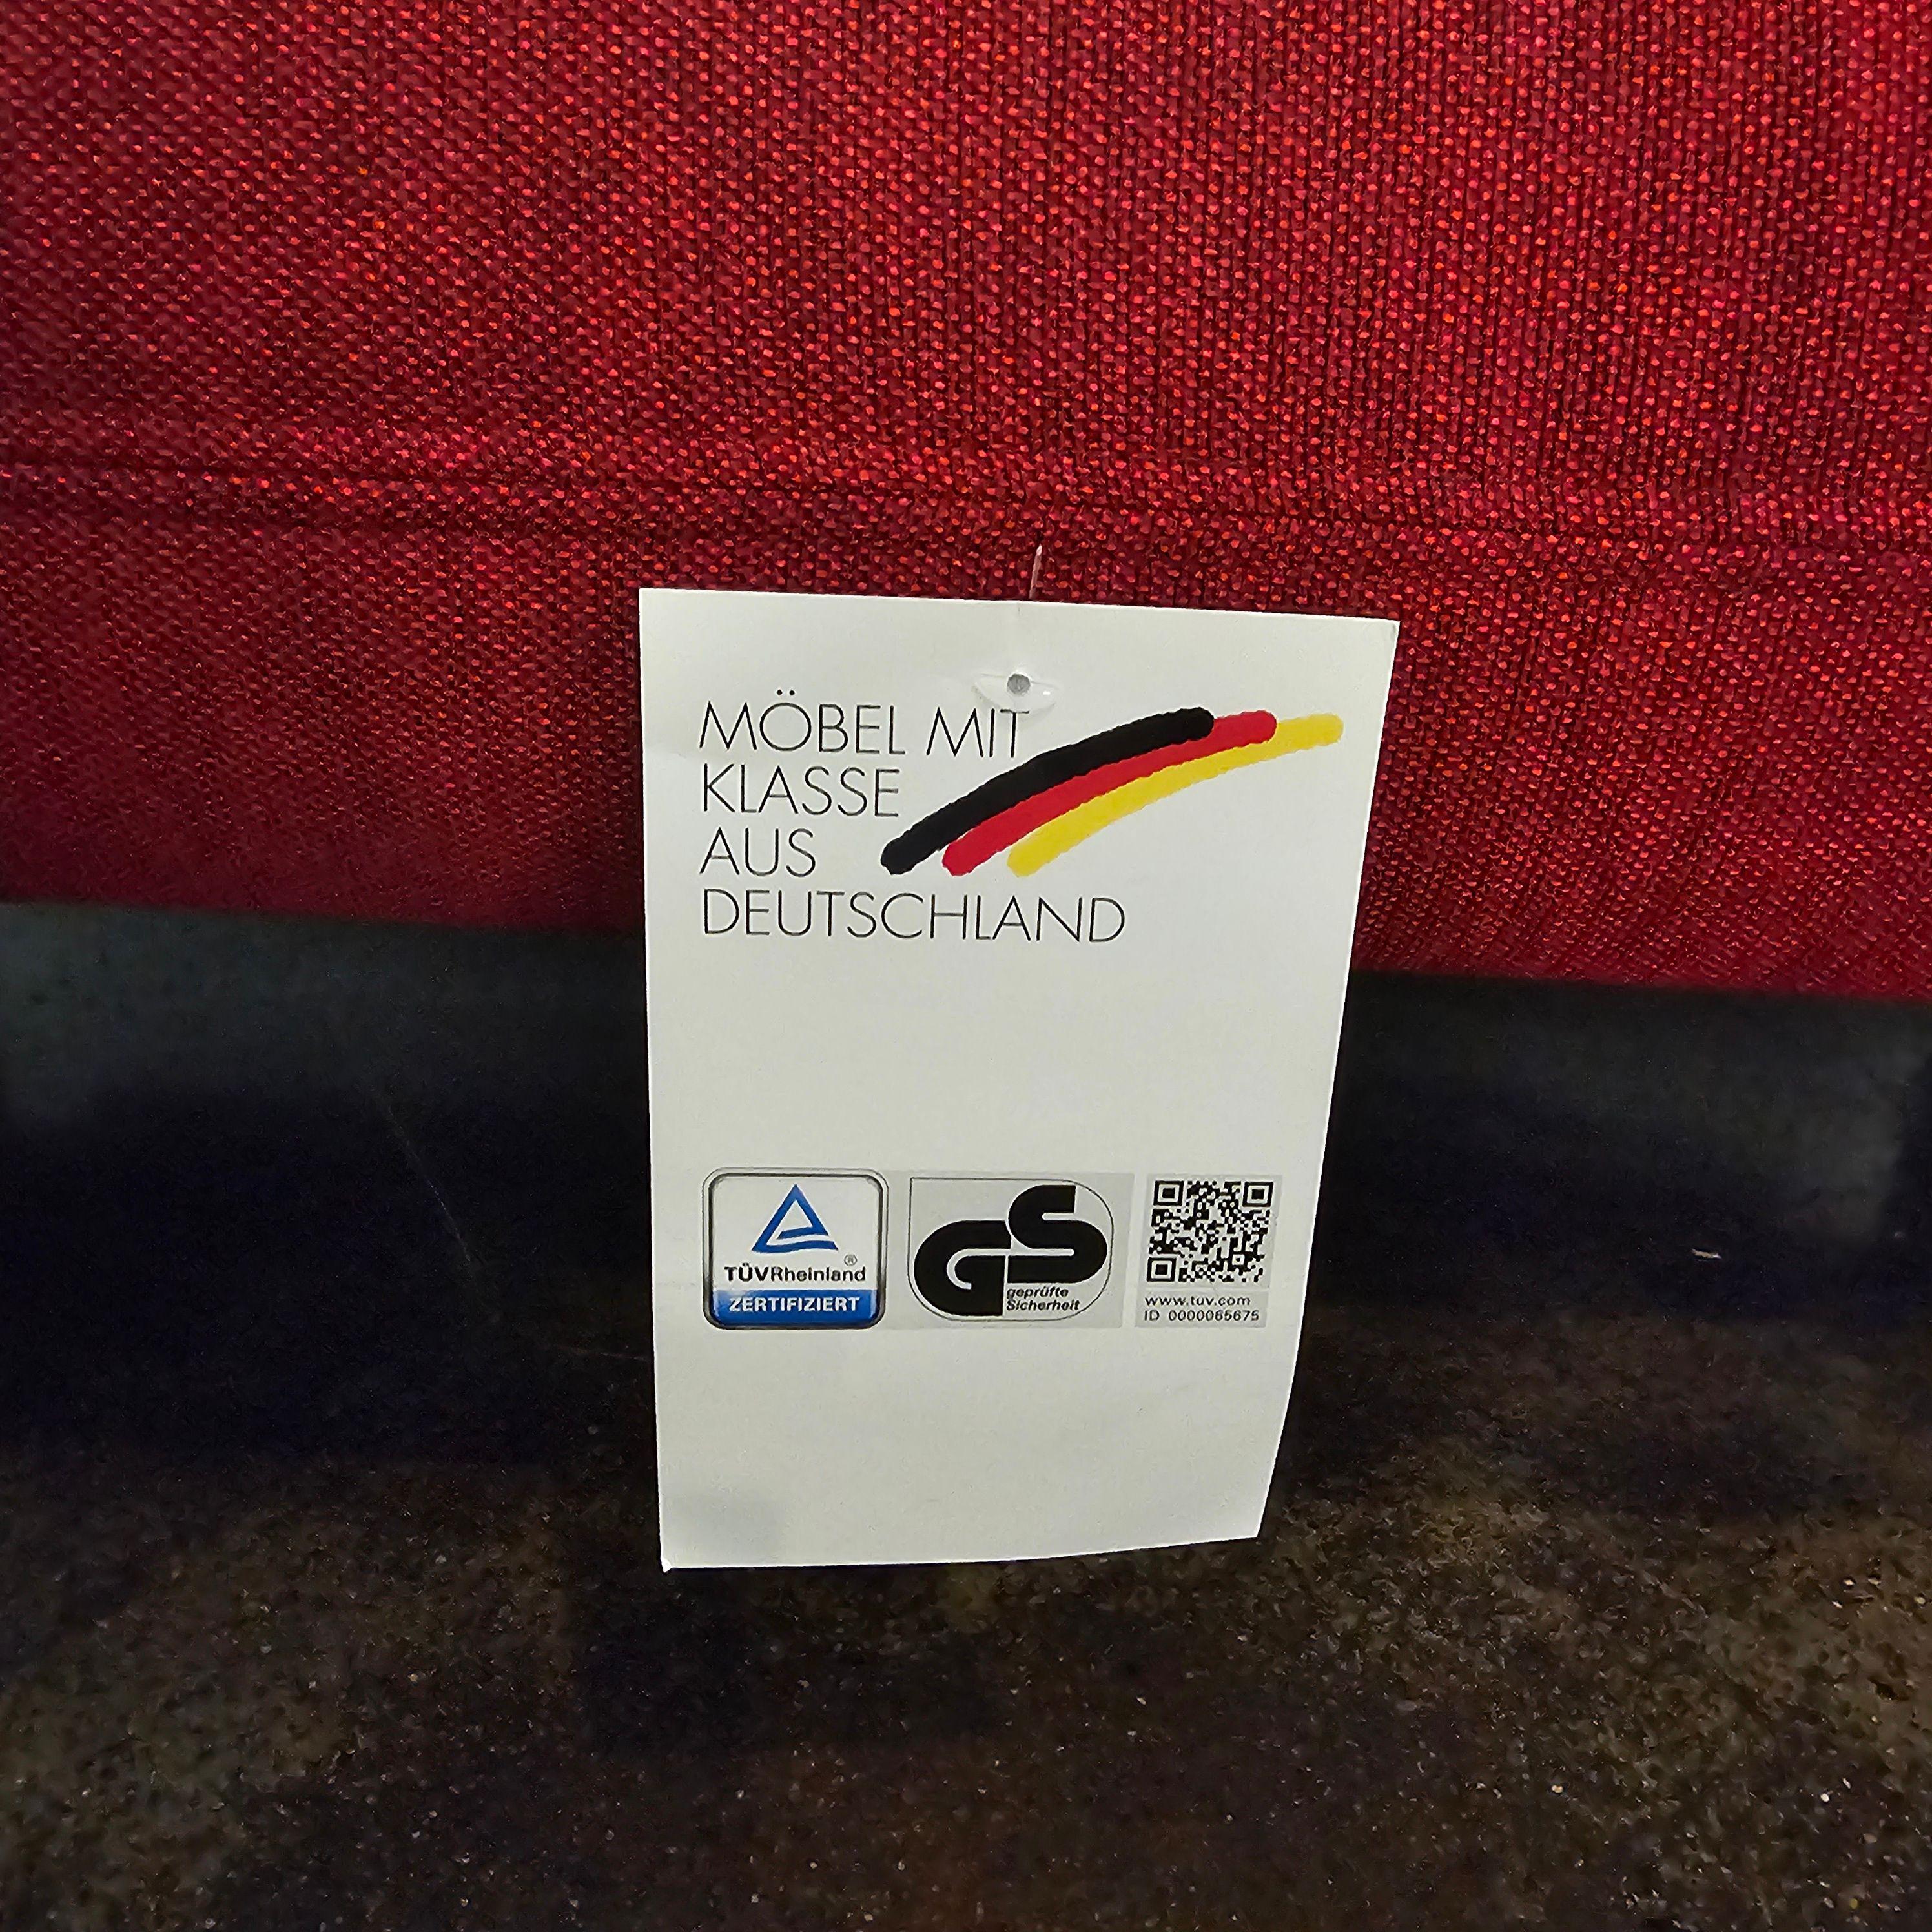 MÖBEL MIT
KLASSE
AUS
DEUTSCHLAND
TÜVRheinland®
ZERTIFIZIERT
GS
geprüfte
Sicherheit
www.tuv.com
ID 0000065675